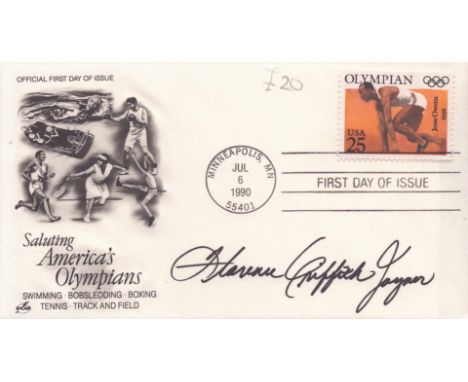 OFFICIAL FIRST DAY OF ISSUE
£20
OLYMPIAN
Jesse Owens
1936
USA
25
MINNEAPOLIS, MN
JUL
6
1990
55401
FIRST DAY OF ISSUE
Saluting
America's
Olympians
SWIMMING · BOBSLEDDING · BOXING
TENNIS · TRACK AND FIELD
Florence Griffith Joyner